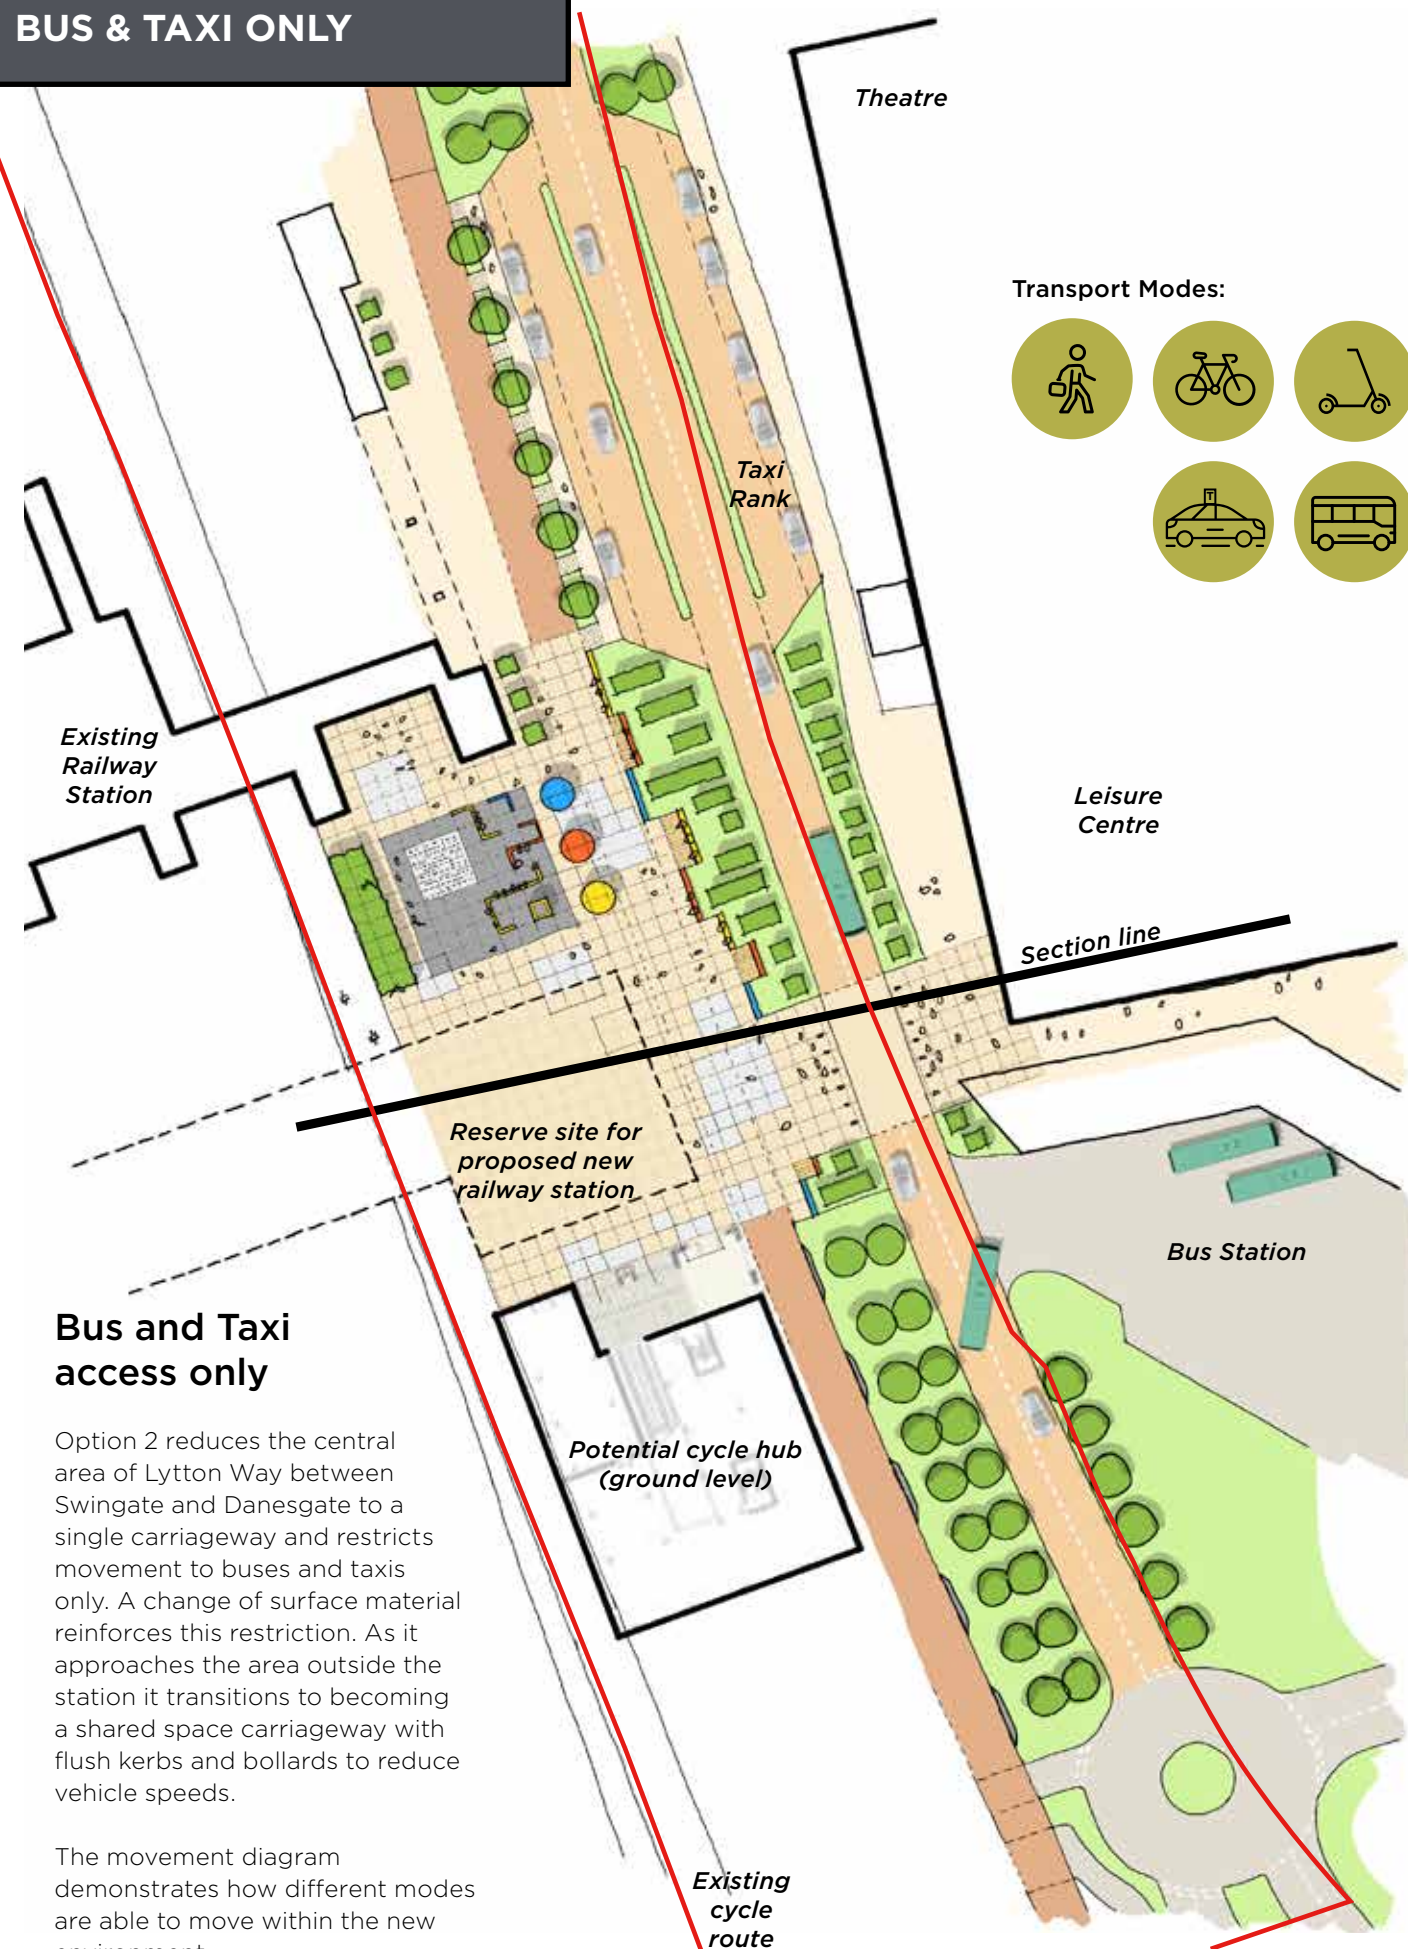 BUS & TAXI ONLY
Theatre
Transport Modes:
T
Taxi
Rank
Existing
Railway
Station
Leisure
Centre
Section line
Reserve site for
proposed new
railway station
Bus Station
Bus and Taxi
access only
Option 2 reduces the central
area of Lytton Way between
Swingate and Danesgate to a
single carriageway and restricts
movement to buses and taxis
only. A change of surface material
reinforces this restriction. As it
approaches the area outside the
station it transitions to becoming
a shared space carriageway with
flush kerbs and bollards to reduce
vehicle speeds.
The movement diagram
demonstrates how different modes
are able to move within the new
Potential cycle hub
(ground level)
Existing
cycle
route